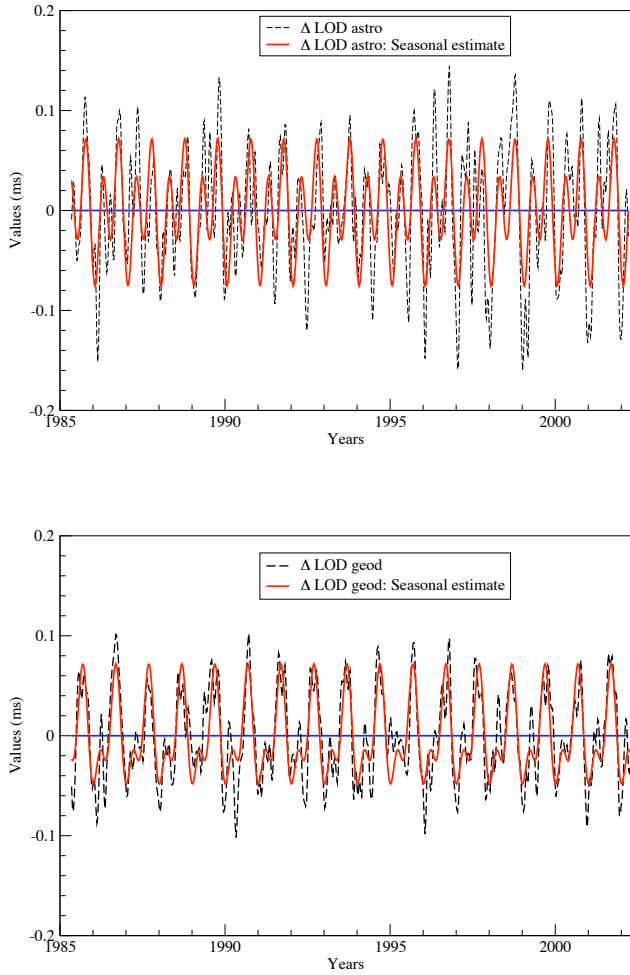 0.2
Δ LOD astro
Δ LOD astro: Seasonal estimate
0.1
Values (ms)
0
-0.1
-0.2
1985
1990
1995
2000
Years
0.2
Δ LOD geod
Δ LOD geod: Seasonal estimate
0.1
Values (ms)
0
-0.1
-0.2
1985
1990
1995
2000
Years